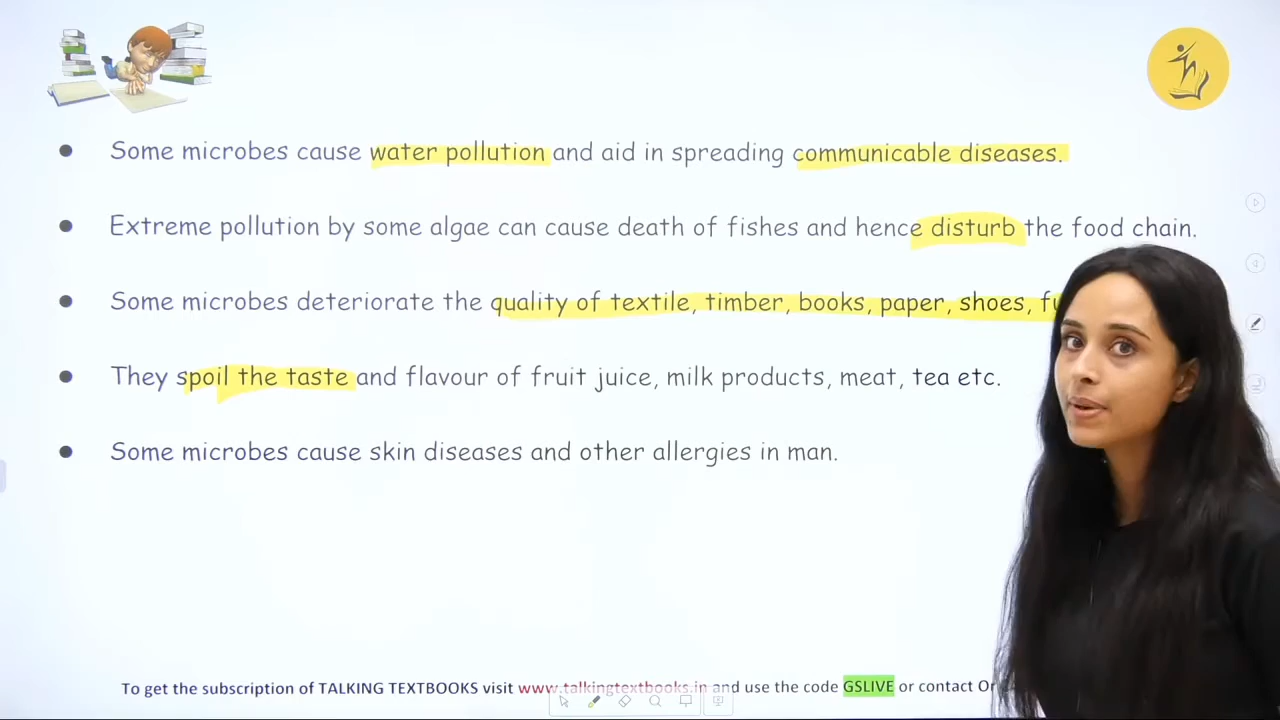 Some microbes cause water pollution and aid in spreading communicable diseases.
Extreme pollution by some algae can cause death of fishes and hence disturb the food chain.
Some microbes deteriorate the quality of textile, timber, books, paper, shoes,
They spoil the taste and flavour of fruit juice, milk products, meat, tea etc.
Some microbes cause skin diseases and other allergies in man.
To get the subscription of TALKING TEXTBOOKS visit www.talkingtextbooks.in and use the code GSLIVE or contact